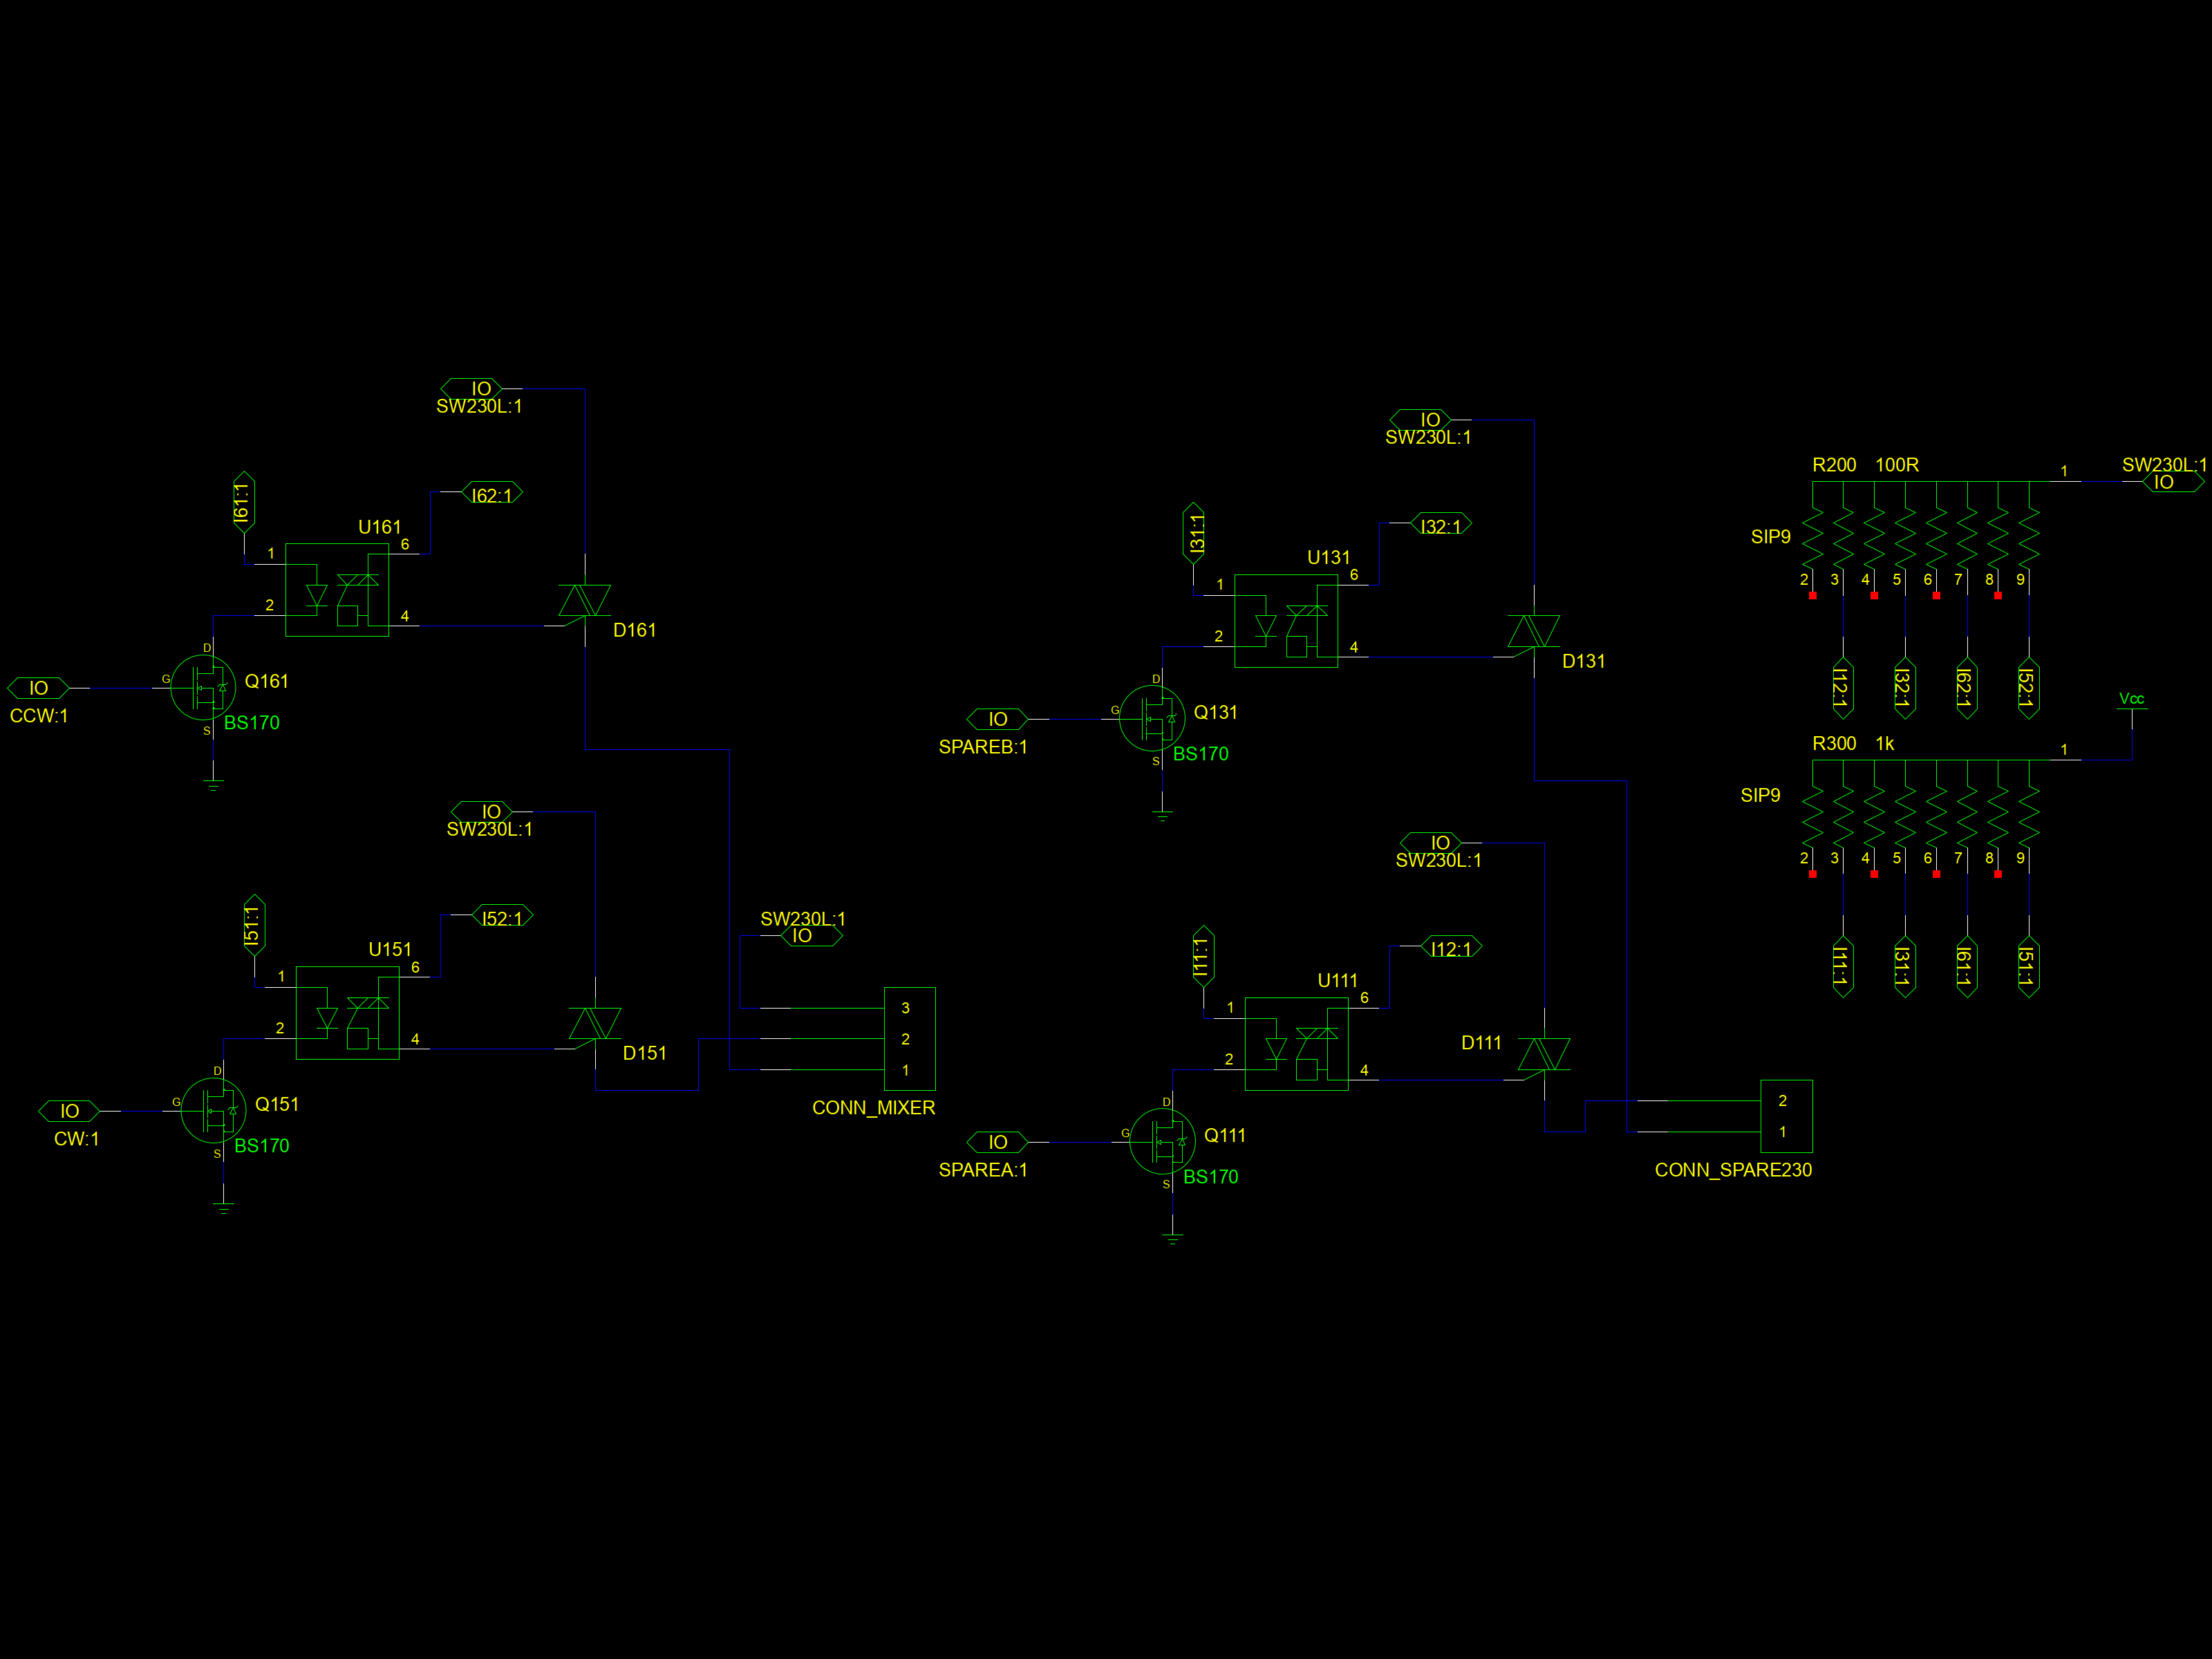 IO
SW230L:1
I61:1
I62:1
U161
1
6
2
4
D161
D
G
S
Q161
BS170
IO
CCW:1
IO
SW230L:1
I51:1
I52:1
U151
1
6
2
4
D151
D
G
S
Q151
BS170
IO
CW:1
SW230L:1
IO
3
2
1
CONN_MIXER
IO
SW230L:1
I31:1
I32:1
U131
1
6
2
4
D131
D
G
S
Q131
BS170
IO
SPAREB:1
IO
SW230L:1
I11:1
I12:1
U111
1
6
2
4
D111
D
G
S
Q111
BS170
IO
SPAREA:1
2
1
CONN_SPARE230
R200 100R
1
SW230L:1
IO
SIP9
2 3 4 5 6 7 8 9
I12:1 I32:1 I62:1 I52:1
Vcc
R300 1k
1
SIP9
2 3 4 5 6 7 8 9
I11:1 I31:1 I61:1 I51:1